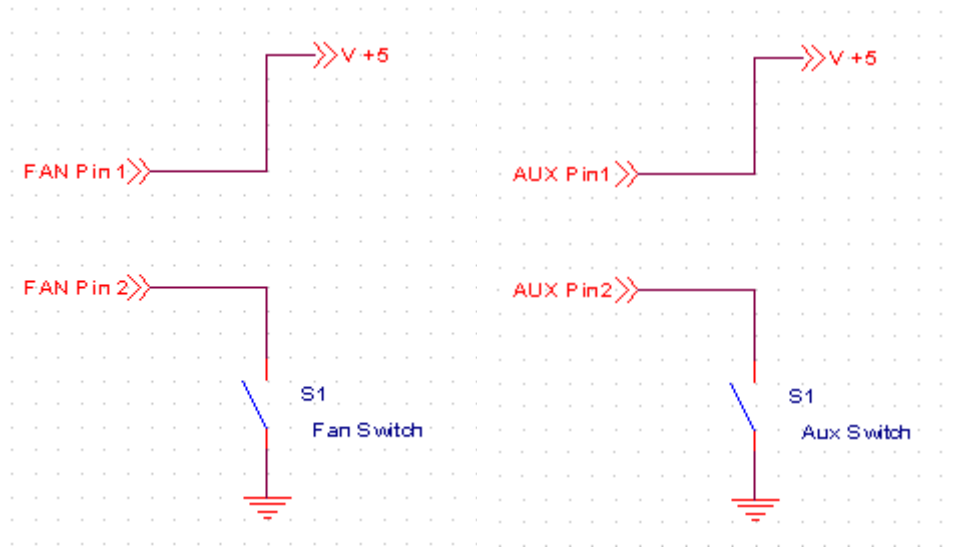 V +5
FAN Pin 1
FAN Pin 2
S1
Fan Switch
V +5
AUX Pin1
AUX Pin2
S1
Aux Switch